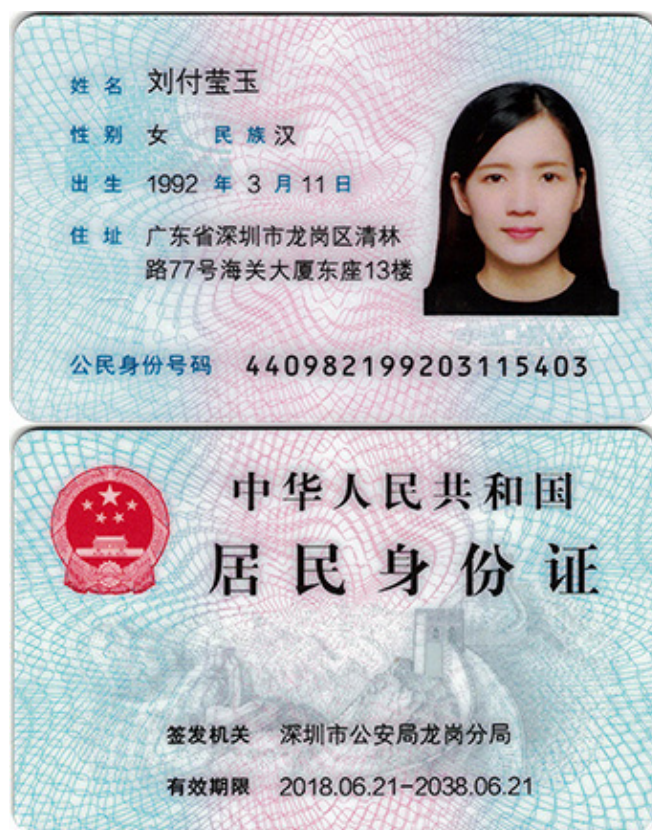 姓名 刘付莹玉
性别 女 民族 汉
出生 1992 年 3 月 11 日
住址 广东省深圳市龙岗区清林
路77号海关大厦东座13楼
公民身份号码 440982199203115403
中华人民共和国
居民身份证
签发机关 深圳市公安局龙岗分局
有效期限 2018.06.21-2038.06.21